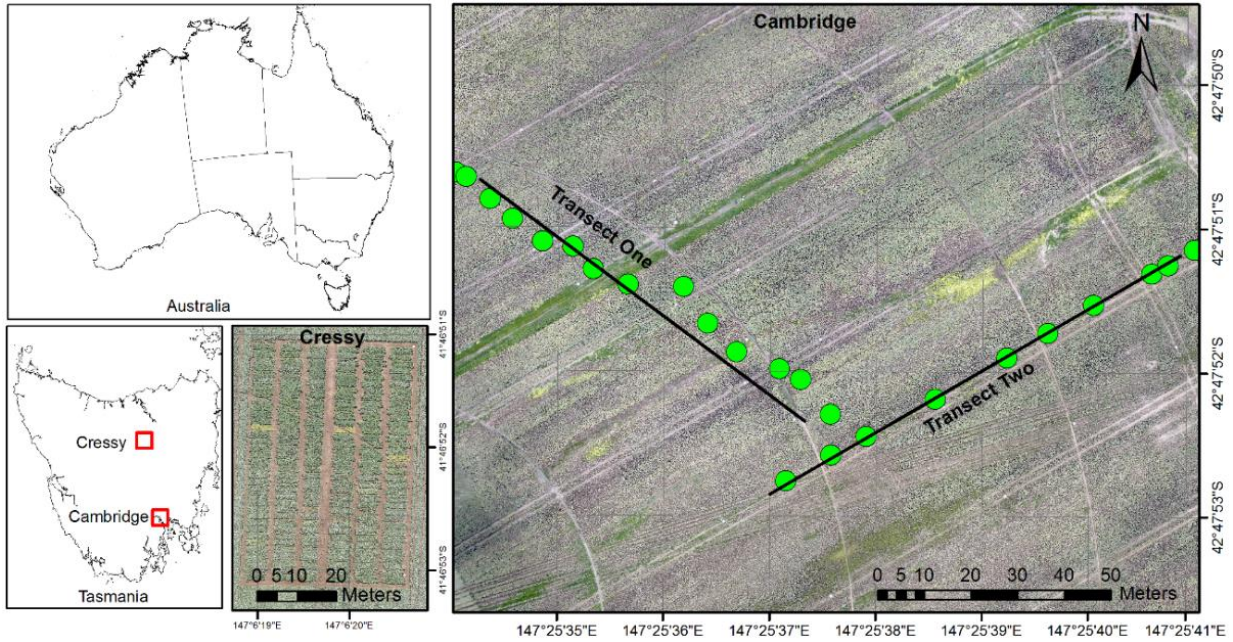 Australia
Cressy
Cambridge
Tasmania
Cressy
41°46'51"S
41°46'52"S
41°46'53"S
0 5 10 20
Meters
147°6'19"E 147°6'20"E
Cambridge
N
Transect One
Transect Two
42°47'50"S
42°47'51"S
42°47'52"S
42°47'53"S
0 5 10 20 30 40 50
Meters
147°25'35"E 147°25'36"E 147°25'37"E 147°25'38"E 147°25'39"E 147°25'40"E 147°25'41"E